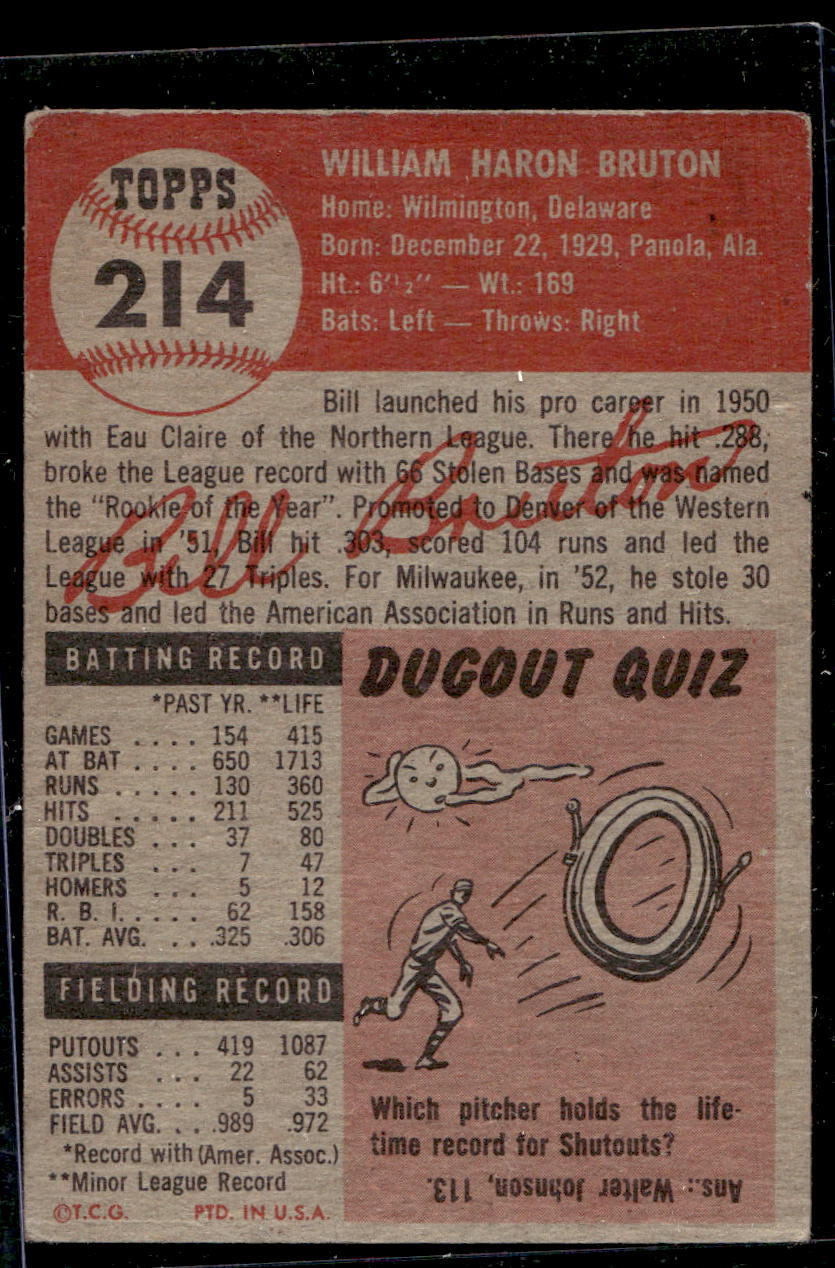 TOPPS
214
WILLIAM HARON BRUTON
Home: Wilmington, Delaware
Born: December 22, 1929, Panola, Ala.
Ht.: 6'½" — Wt.: 169
Bats: Left — Throws: Right
Bill launched his pro career in 1950
with Eau Claire of the Northern League. There he hit .288,
broke the League record with 66 Stolen Bases and was named
the "Rookie of the Year". Promoted to Denver of the Western
League in '51, Bill hit .303, scored 104 runs and led the
League with 27 Triples. For Milwaukee, in '52, he stole 30
bases and led the American Association in Runs and Hits.
Bill Bruton
BATTING RECORD
*PAST YR. **LIFE
GAMES . . . . 154 415
AT BAT . . . . 650 1713
RUNS . . . . . 130 360
HITS . . . . . 211 525
DOUBLES . . . 37 80
TRIPLES . . . 7 47
HOMERS . . . 5 12
R. B. I. . . . . . 62 158
BAT. AVG. . . . .325 .306
FIELDING RECORD
PUTOUTS . . . 419 1087
ASSISTS . . . 22 62
ERRORS . . . . 5 33
FIELD AVG. . . .989 .972
*Record with (Amer. Assoc.)
**Minor League Record
©T.C.G. PTD. IN U.S.A.
DUGOUT QUIZ
Which pitcher holds the life-
time record for Shutouts?
Ans.: Walter Johnson, 113.